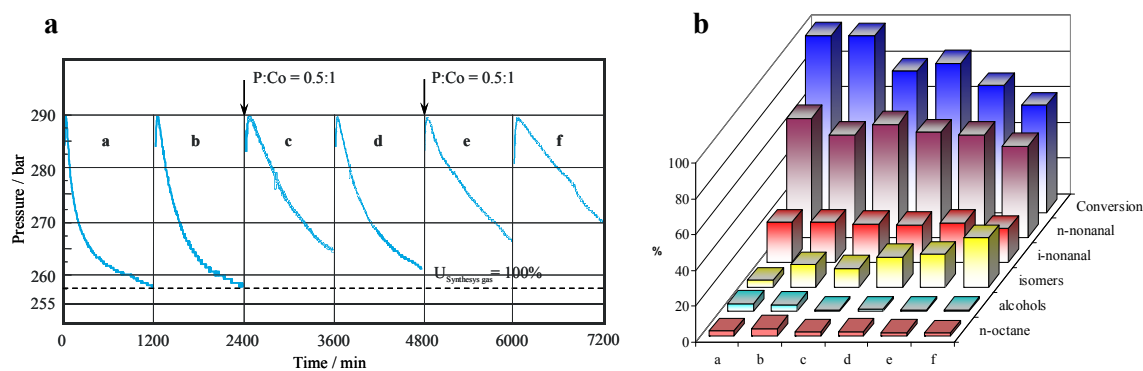 a
P:Co = 0.5:1
P:Co = 0.5:1
290
280
270
260
255
Pressure / bar
a
b
c
d
e
f
U Synthesys gas = 100%
0
1200
2400
3600
4800
6000
7200
Time / min
b
100
80
60
40
20
0
%
Conversion
n-nonanal
i-nonanal
isomers
alcohols
n-octane
a
b
c
d
e
f